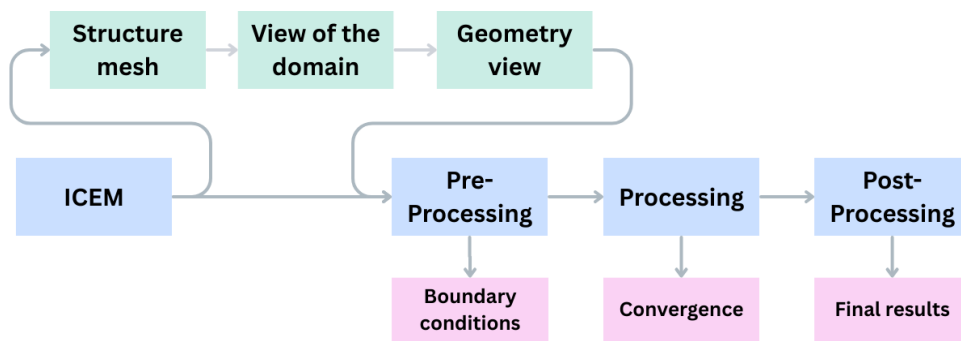 Structure
mesh
View of the
domain
Geometry
view
ICEM
Pre-
Processing
Processing
Post-
Processing
Boundary
conditions
Convergence
Final results